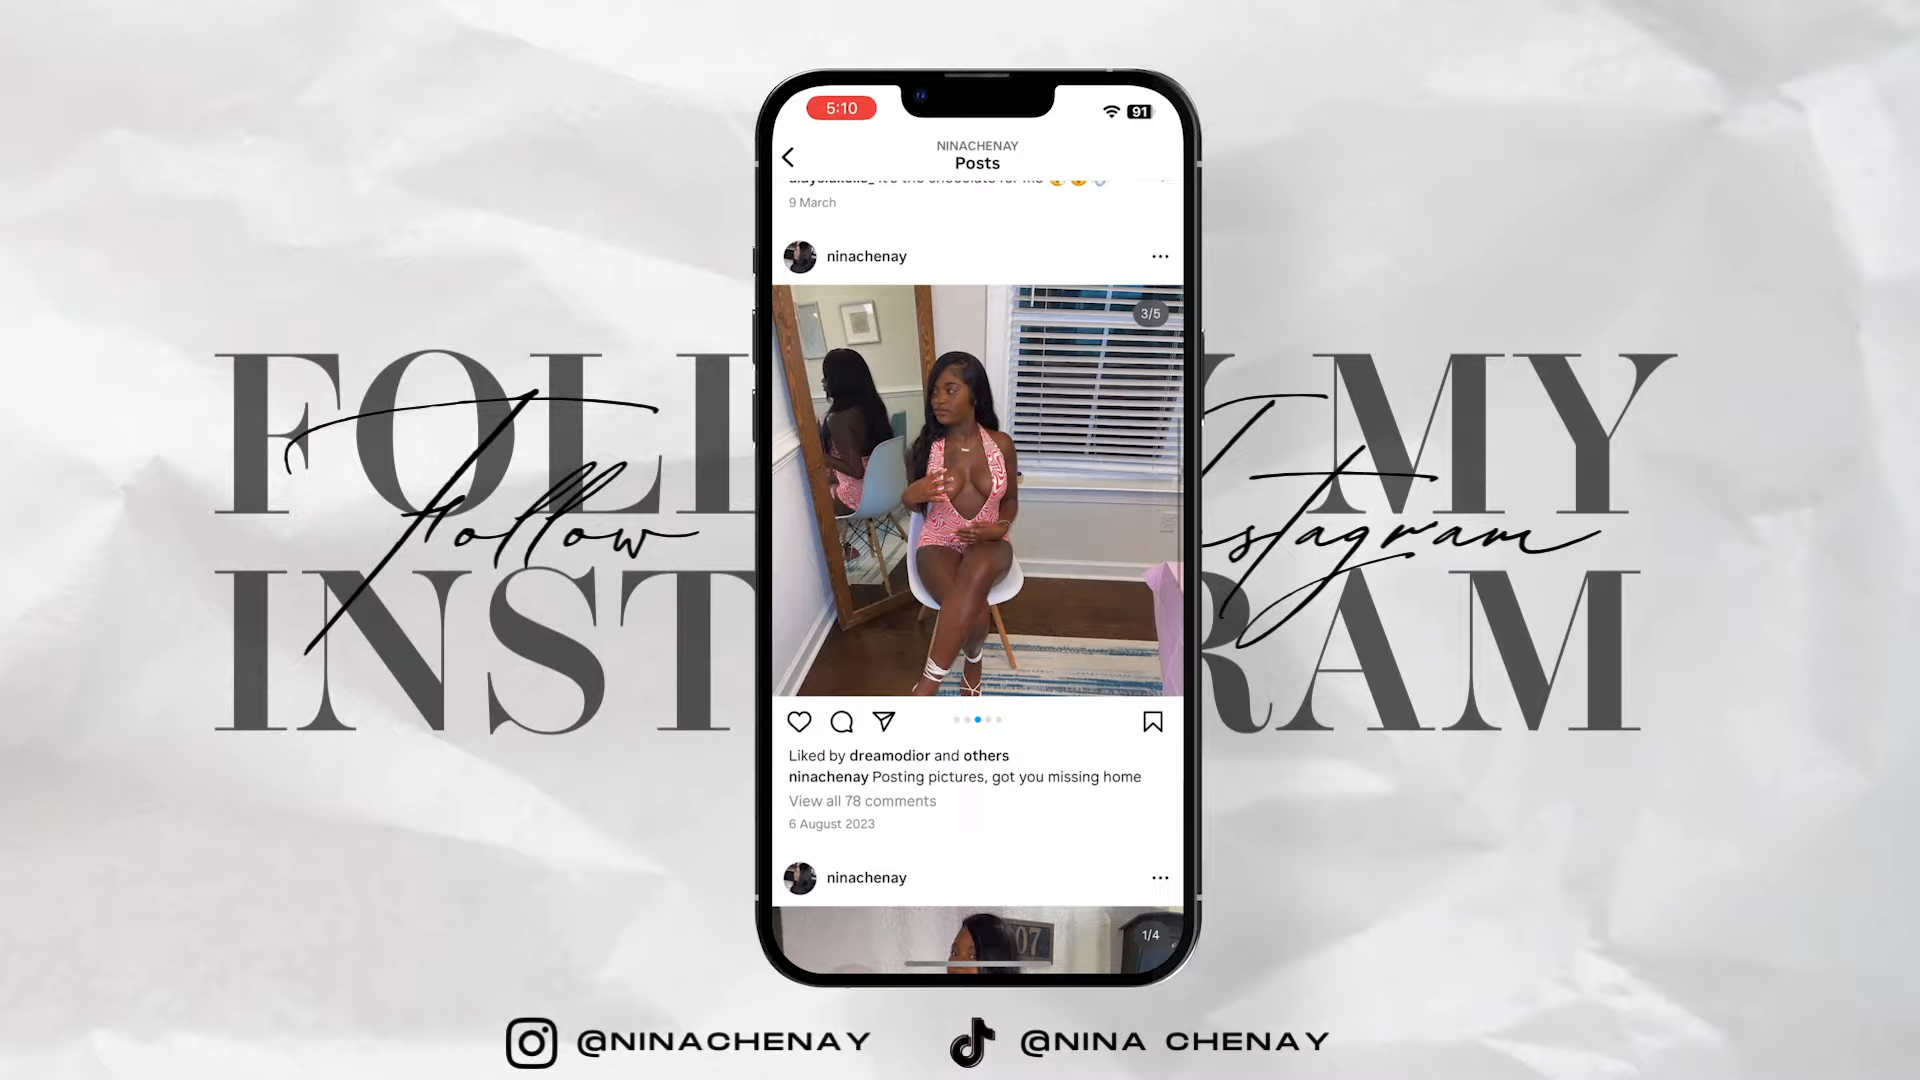 5:10
91
NINACHENAY
Posts
9 March
ninachenay
3/5
FOLLOW MY
Follow Instagram
INSTAGRAM
Liked by dreamodior and others
ninachenay Posting pictures, got you missing home
View all 78 comments
6 August 2023
ninachenay
07
1/4
@NINACHENAY
@NINA CHENAY